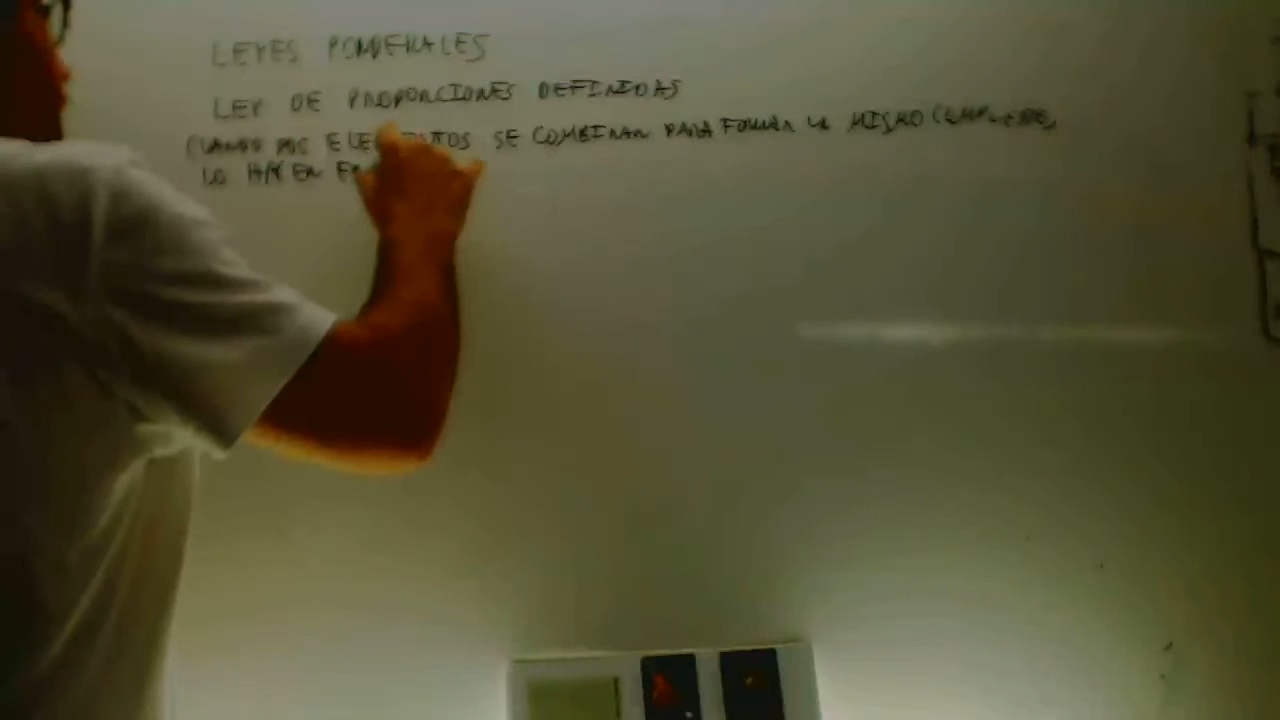 LEYES PONDERALES
LEY DE PROPORCIONES DEFINIDAS
CUANDO DOS ELEMENTOS SE COMBINAN PARA FORMAR UN MISMO COMPUESTO,
LO HACEN EN